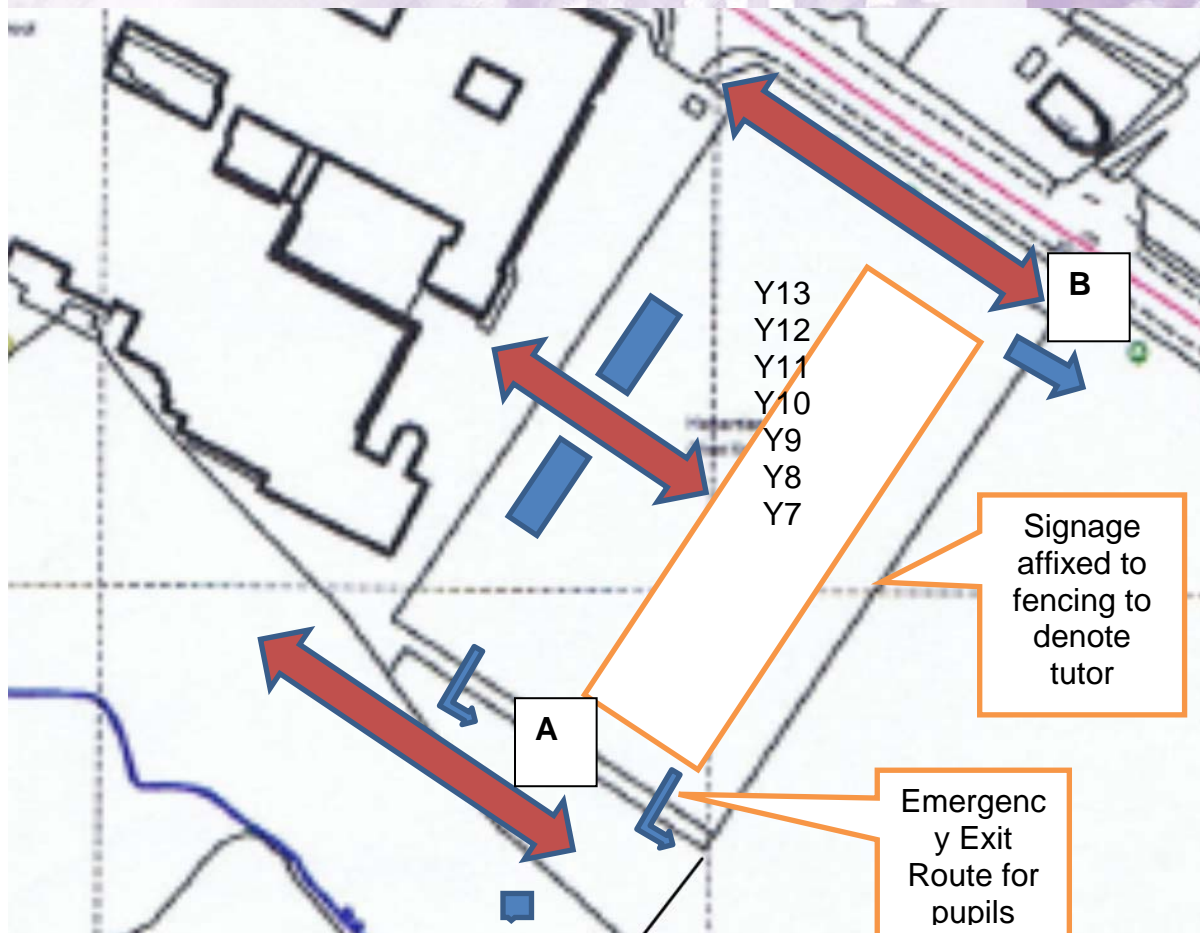 Y13
Y12
Y11
Y10
Y9
Y8
Y7
B
Signage
affixed to
fencing to
denote
tutor
A
Emergenc
y Exit
Route for
pupils